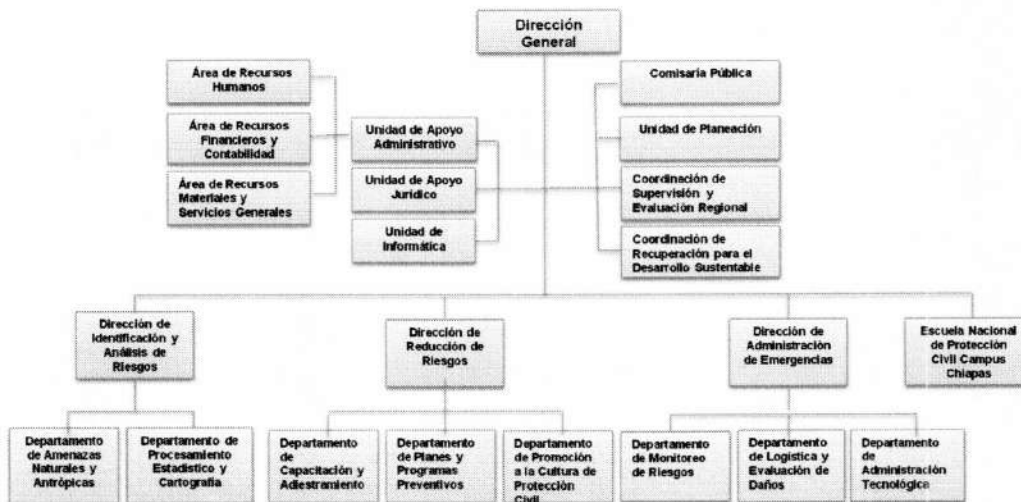 Dirección
General
Área de Recursos
Humanos
Área de Recursos
Financieros y
Contabilidad
Área de Recursos
Materiales y
Servicios Generales
Unidad de Apoyo
Administrativo
Unidad de Apoyo
Jurídico
Unidad de
Informática
Comisaría Pública
Unidad de Planeación
Coordinación de
Supervisión y
Evaluación Regional
Coordinación de
Recuperación para el
Desarrollo Sustentable
Dirección de
Identificación y
Análisis de
Riesgos
Dirección de
Reducción de
Riesgos
Dirección de
Administración
de Emergencias
Escuela Nacional
de Protección
Civil Campus
Chiapas
Departamento
de Amenazas
Naturales y
Antrópicas
Departamento de
Procesamiento
Estadístico y
Cartografía
Departamento
de
Capacitación y
Adiestramiento
Departamento
de Planes y
Programas
Preventivos
Departamento
de Promoción
a la Cultura de
Protección
Civil
Departamento
de Monitoreo
de Riesgos
Departamento
de Logística y
Evaluación de
Daños
Departamento
de
Administración
Tecnológica